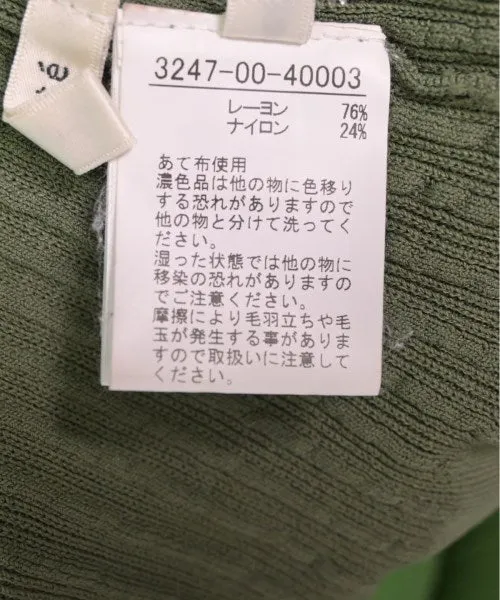 3247-00-40003
レーヨン 76%
ナイロン 24%
あて布使用
濃色品は他の物に色移り
する恐れがありますので
他の物と分けて洗ってく
ださい。
湿った状態では他の物に
移染の恐れがありますの
でご注意ください。
摩擦により毛羽立ちや毛
玉が発生する事がありま
すので取扱いに注意して
ください。